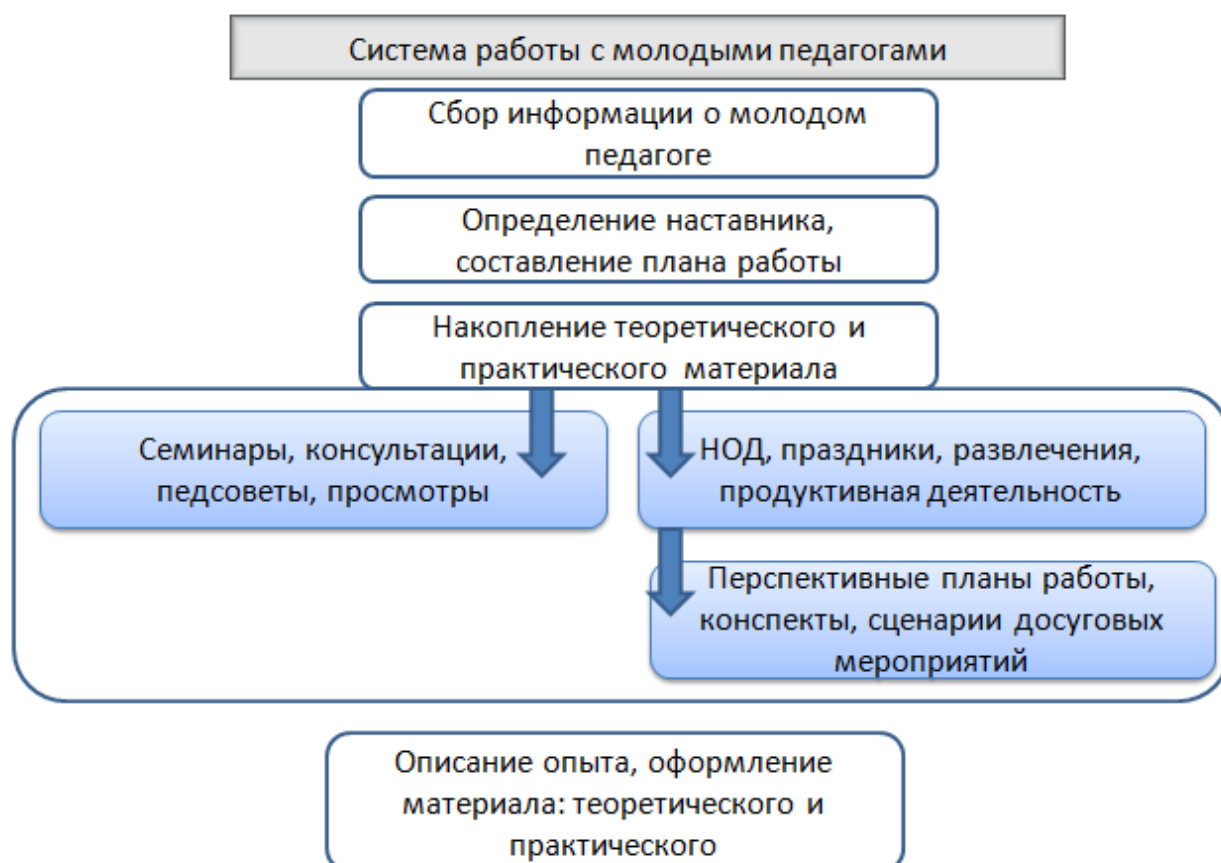 Система работы с молодыми педагогами
Сбор информации о молодом
педагоге
Определение наставника,
составление плана работы
Накопление теоретического и
практического материала
Семинары, консультации,
педсоветы, просмотры
НОД, праздники, развлечения,
продуктивная деятельность
Перспективные планы работы,
конспекты, сценарии досуговых
мероприятий
Описание опыта, оформление
материала: теоретического и
практического